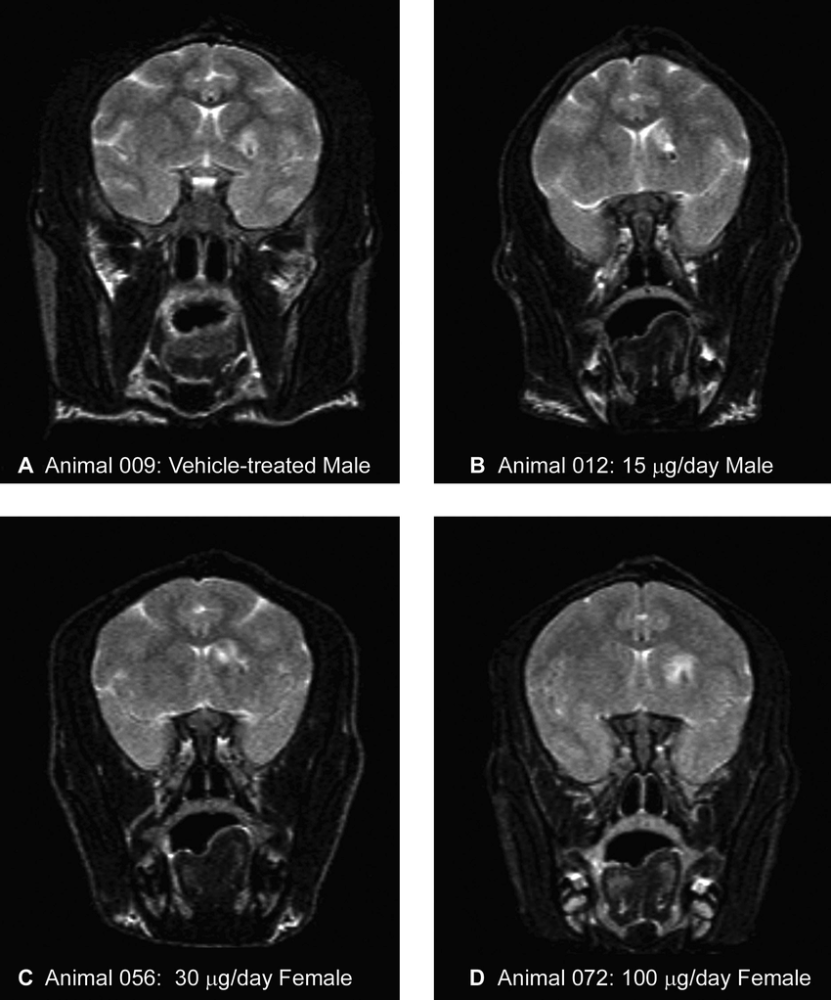 A Animal 009: Vehicle-treated Male
B Animal 012: 15 μg/day Male
C Animal 056: 30 μg/day Female
D Animal 072: 100 μg/day Female